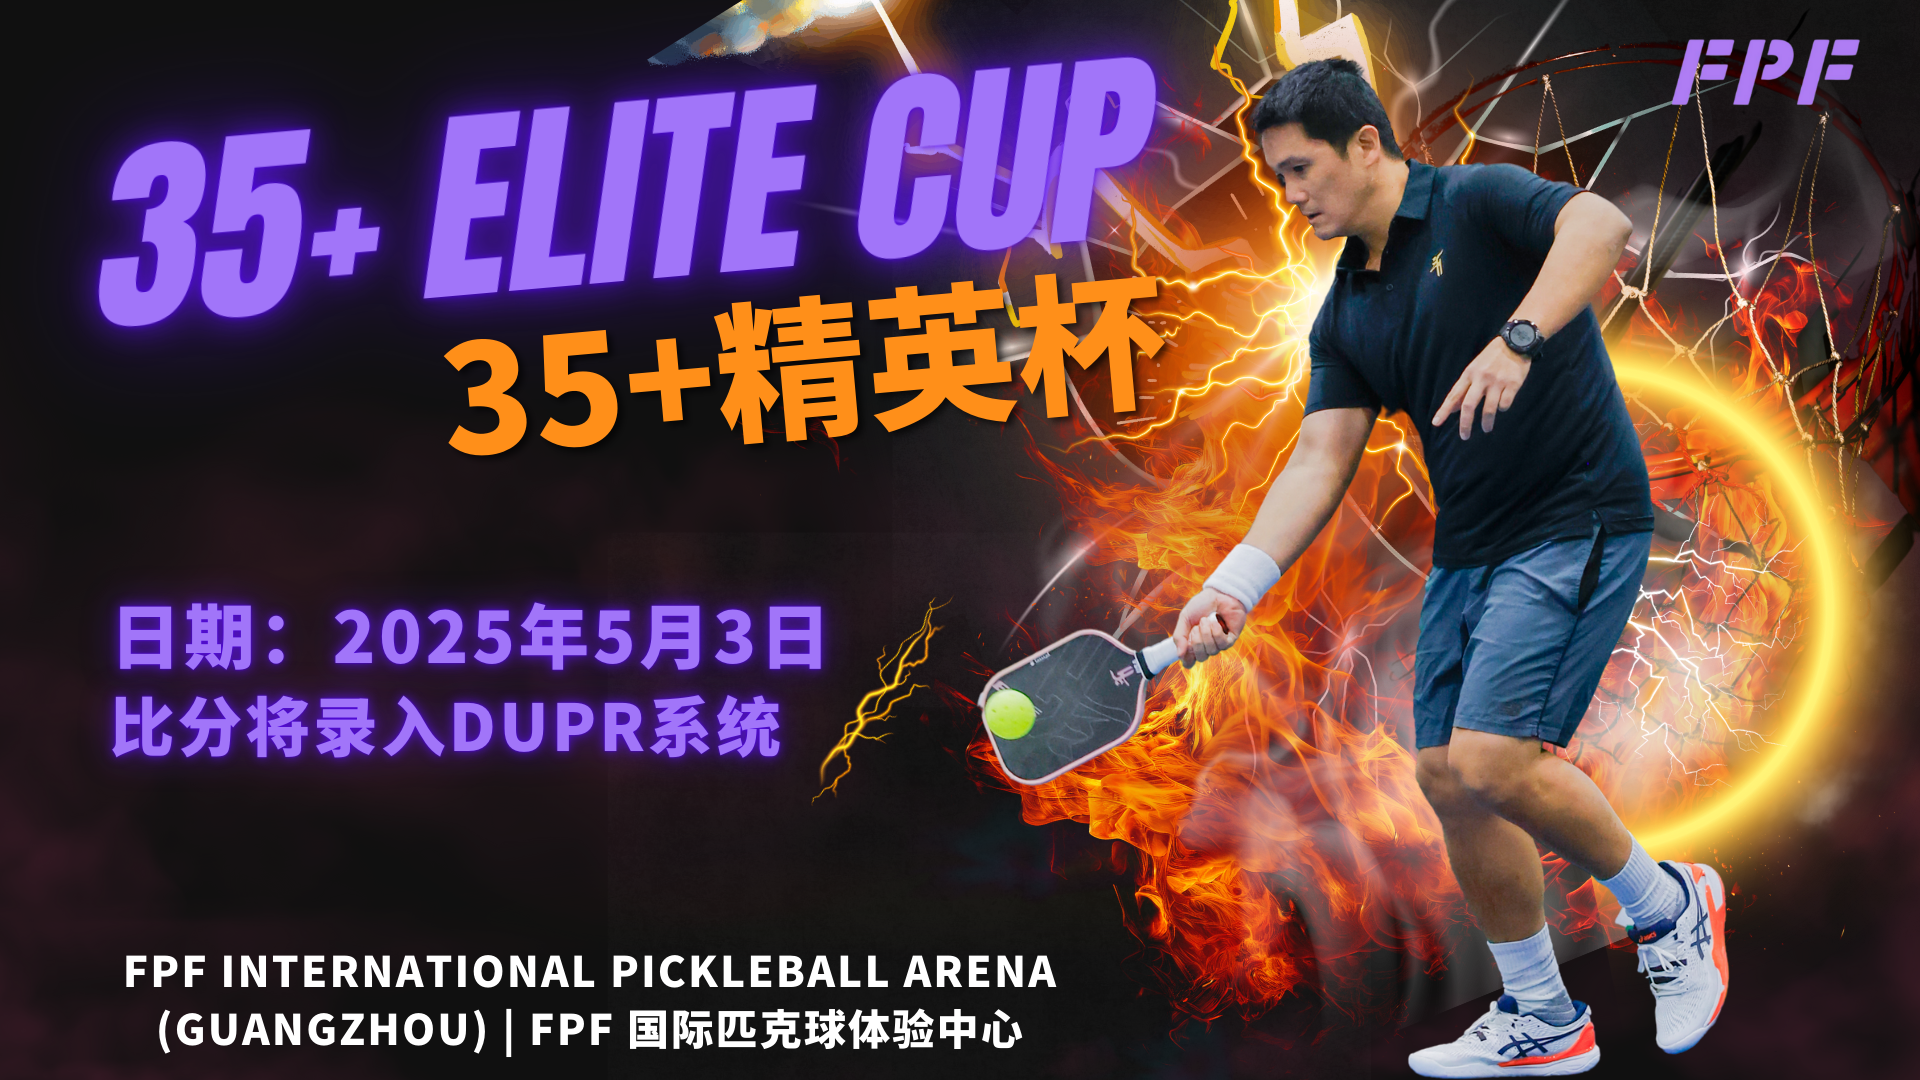 FPF
35+ ELITE CUP
35+精英杯
日期：2025年5月3日
比分将录入DUPR系统
FPF INTERNATIONAL PICKLEBALL ARENA
(GUANGZHOU) | FPF 国际匹克球体验中心